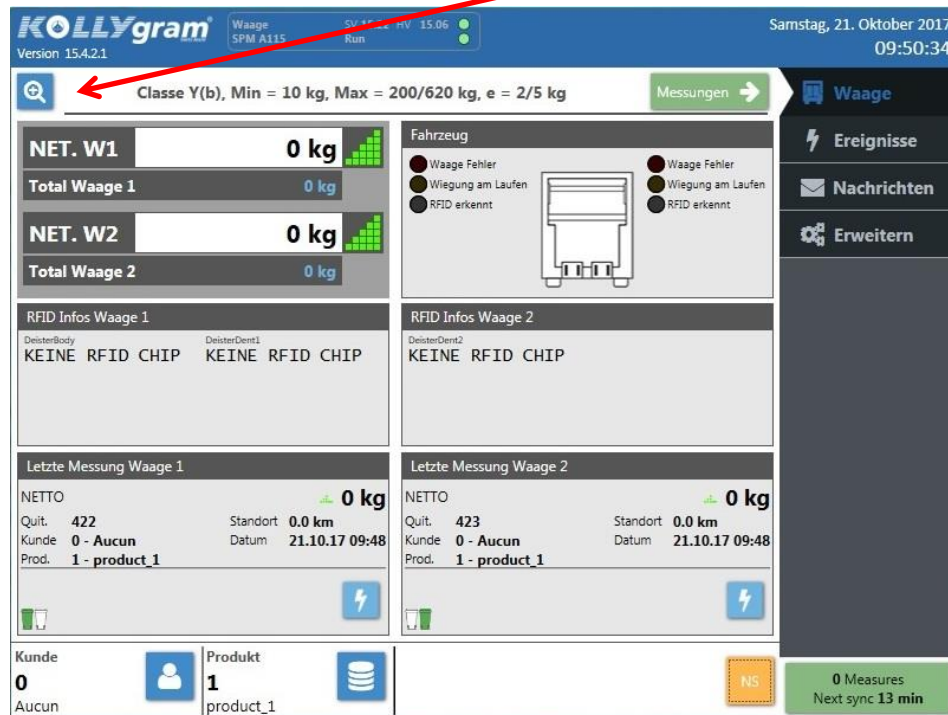 KOLLYgram
Version 15.4.2.1
Waage SV 15.22 HV 15.06
SPM A115 Run
Samstag, 21. Oktober 2017
09:50:34
Classe Y(b), Min = 10 kg, Max = 200/620 kg, e = 2/5 kg
Messungen
Waage
Ereignisse
Nachrichten
Erweitern
NET. W1 0 kg
Total Waage 1 0 kg
NET. W2 0 kg
Total Waage 2 0 kg
Fahrzeug
Waage Fehler Waage Fehler
Wiegung am Laufen Wiegung am Laufen
RFID erkennt RFID erkennt
RFID Infos Waage 1
DeisterBody DeisterDent1
KEINE RFID CHIP KEINE RFID CHIP
RFID Infos Waage 2
DeisterDent2
KEINE RFID CHIP
Letzte Messung Waage 1
NETTO 0 kg
Quit. 422 Standort 0.0 km
Kunde 0 - Aucun Datum 21.10.17 09:48
Prod. 1 - product_1
Letzte Messung Waage 2
NETTO 0 kg
Quit. 423 Standort 0.0 km
Kunde 0 - Aucun Datum 21.10.17 09:48
Prod. 1 - product_1
Kunde
0
Aucun
Produkt
1
product_1
NS
0 Measures
Next sync 13 min